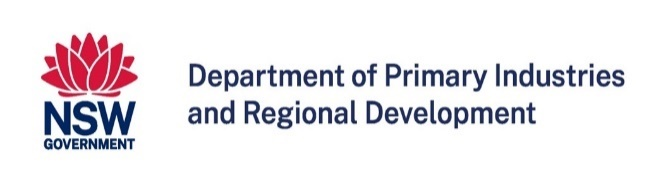 NSW
GOVERNMENT
Department of Primary Industries
and Regional Development